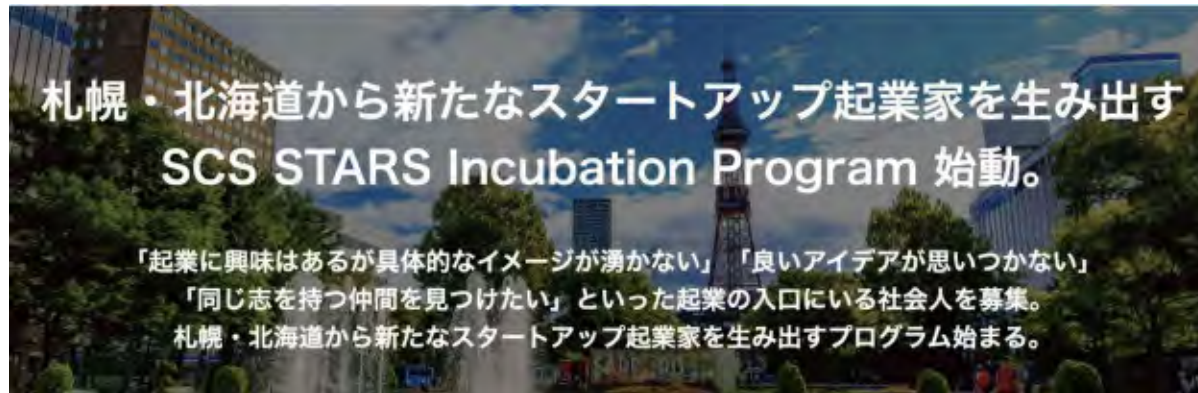 札幌・北海道から新たなスタートアップ起業家を生み出す
SCS STARS Incubation Program 始動。
「起業に興味はあるが具体的なイメージが湧かない」「良いアイデアが思いつかない」
「同じ志を持つ仲間を見つけたい」といった起業の入口にいる社会人を募集。
札幌・北海道から新たなスタートアップ起業家を生み出すプログラム始まる。